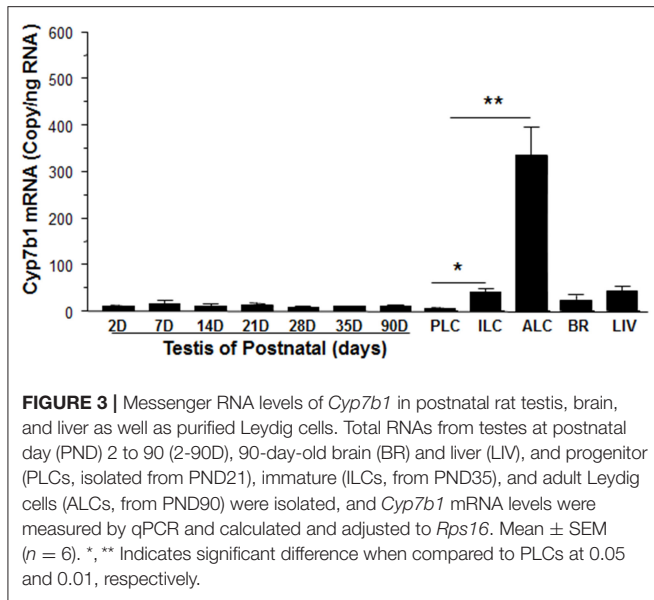 600
500
400
300
200
100
0
Cyp7b1 mRNA (Copy/ng RNA)
**
*
2D 7D 14D 21D 28D 35D 90D PLC ILC ALC BR LIV
Testis of Postnatal (days)
FIGURE 3 | Messenger RNA levels of Cyp7b1 in postnatal rat testis, brain,
and liver as well as purified Leydig cells. Total RNAs from testes at postnatal
day (PND) 2 to 90 (2-90D), 90-day-old brain (BR) and liver (LIV), and progenitor
(PLCs, isolated from PND21), immature (ILCs, from PND35), and adult Leydig
cells (ALCs, from PND90) were isolated, and Cyp7b1 mRNA levels were
measured by qPCR and calculated and adjusted to Rps16. Mean ± SEM
(n = 6). *, ** Indicates significant difference when compared to PLCs at 0.05
and 0.01, respectively.